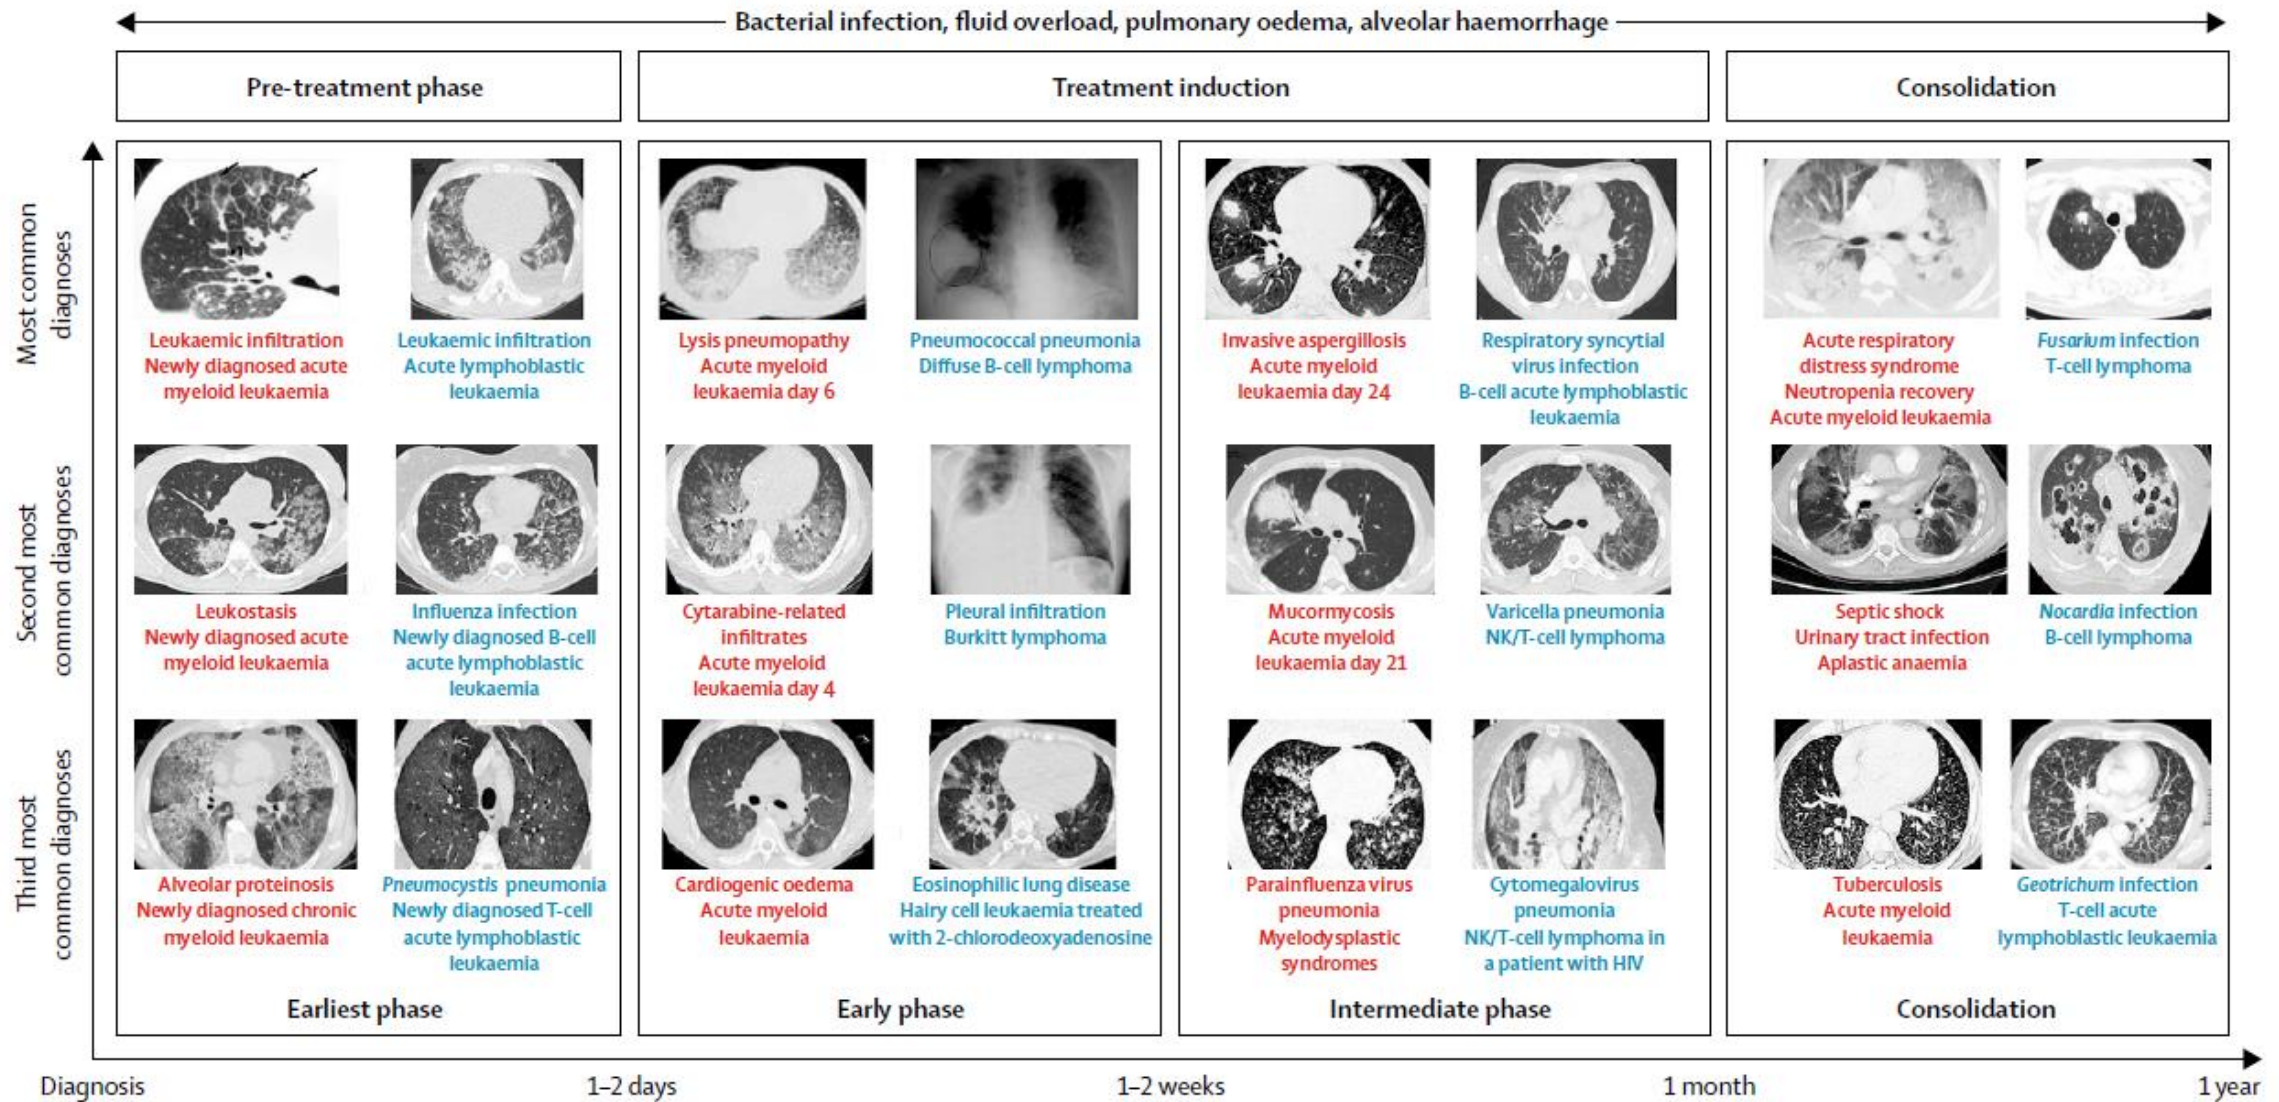 Bacterial infection, fluid overload, pulmonary oedema, alveolar haemorrhage
Pre-treatment phase
Treatment induction
Consolidation
Most common
diagnoses
Leukaemic infiltration
Newly diagnosed acute
myeloid leukaemia
Leukaemic infiltration
Acute lymphoblastic
leukaemia
Lysis pneumopathy
Acute myeloid
leukaemia day 6
Pneumococcal pneumonia
Diffuse B-cell lymphoma
Invasive aspergillosis
Acute myeloid
leukaemia day 24
Respiratory syncytial
virus infection
B-cell acute lymphoblastic
leukaemia
Acute respiratory
distress syndrome
Neutropenia recovery
Acute myeloid leukaemia
Fusarium infection
T-cell lymphoma
Second most
common diagnoses
Leukostasis
Newly diagnosed acute
myeloid leukaemia
Influenza infection
Newly diagnosed B-cell
acute lymphoblastic
leukaemia
Cytarabine-related
infiltrates
Acute myeloid
leukaemia day 4
Pleural infiltration
Burkitt lymphoma
Mucormycosis
Acute myeloid
leukaemia day 21
Varicella pneumonia
NK/T-cell lymphoma
Septic shock
Urinary tract infection
Aplastic anaemia
Nocardia infection
B-cell lymphoma
Third most
common diagnoses
Alveolar proteinosis
Newly diagnosed chronic
myeloid leukaemia
Pneumocystis pneumonia
Newly diagnosed T-cell
acute lymphoblastic
leukaemia
Cardiogenic oedema
Acute myeloid
leukaemia
Eosinophilic lung disease
Hairy cell leukaemia treated
with 2-chlorodeoxyadenosine
Parainfluenza virus
pneumonia
Myelodysplastic
syndromes
Cytomegalovirus
pneumonia
NK/T-cell lymphoma in
a patient with HIV
Tuberculosis
Acute myeloid
leukaemia
Geotrichum infection
T-cell acute
lymphoblastic leukaemia
Earliest phase
Early phase
Intermediate phase
Consolidation
Diagnosis
1–2 days
1–2 weeks
1 month
1 year